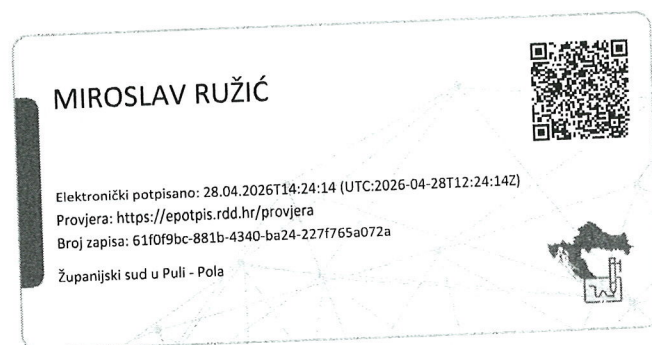 MIROSLAV RUŽIĆ
Elektronički potpisano: 28.04.2026T14:24:14 (UTC:2026-04-28T12:24:14Z)
Provjera: https://epotpis.rdd.hr/provjera
Broj zapisa: 61f0f9bc-881b-4340-ba24-227f765a072a
Županijski sud u Puli - Pola